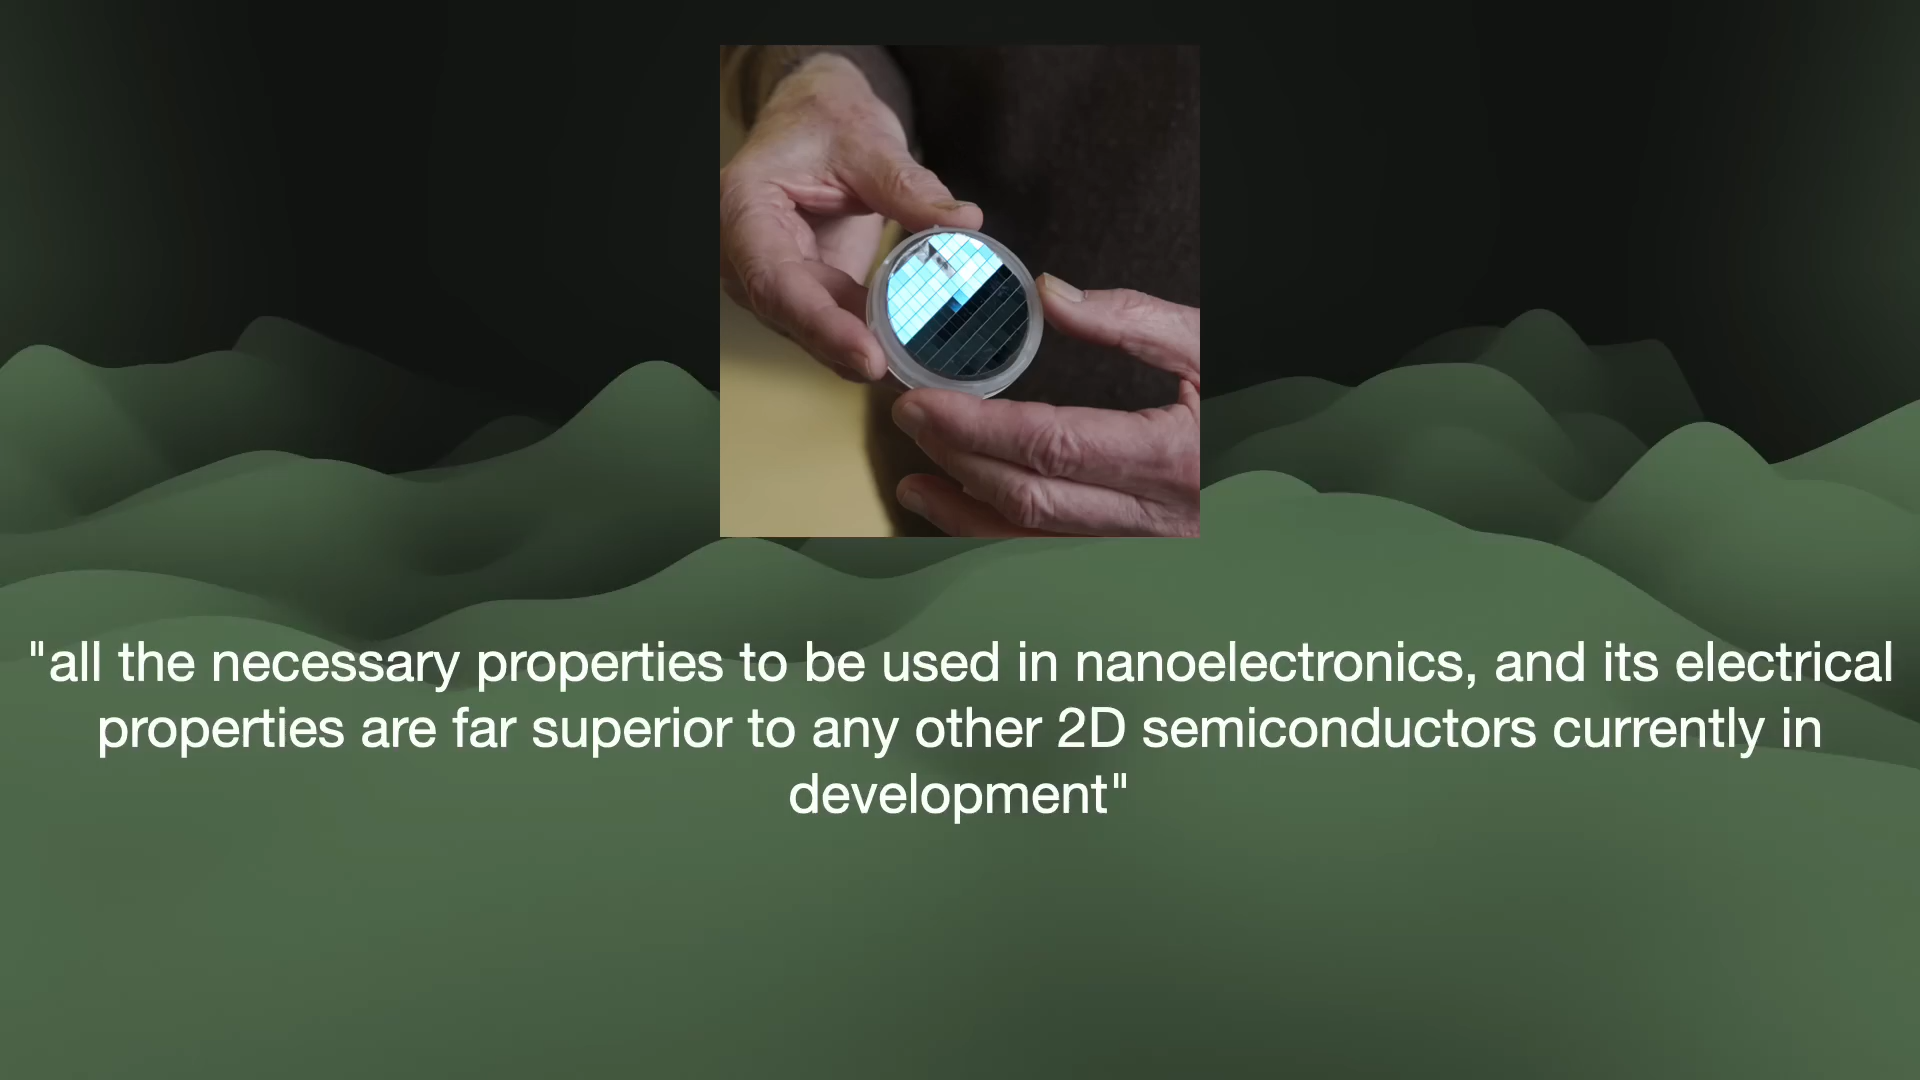 "all the necessary properties to be used in nanoelectronics, and its electrical
properties are far superior to any other 2D semiconductors currently in
development"